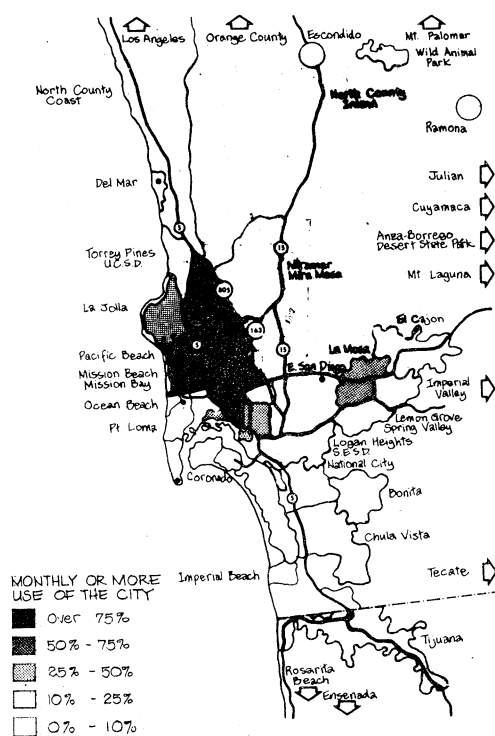 Los Angeles
Orange County
Escondido
Mt. Palomar
Wild Animal
Park
North County
Coast
North County
Inland
Ramona
Del Mar
Julian
Cuyamaca
Anza-Borrego
Desert State Park
Mt Laguna
5
15
Torrey Pines
U.C.S.D.
Miramar
Mira Mesa
805
La Jolla
163
El Cajon
5
15
La Mesa
Pacific Beach
Mission Beach
Mission Bay
E. San Diego
Imperial
Valley
Ocean Beach
Pt Loma
Lemon Grove
Spring Valley
Logan Heights
S.E.S.D.
National City
Coronado
5
Bonita
Chula Vista
Imperial Beach
Tecate
MONTHLY OR MORE
USE OF THE CITY
Over 75%
50% - 75%
25% - 50%
10% - 25%
0% - 10%
Tijuana
Rosarita
Beach
Ensenada